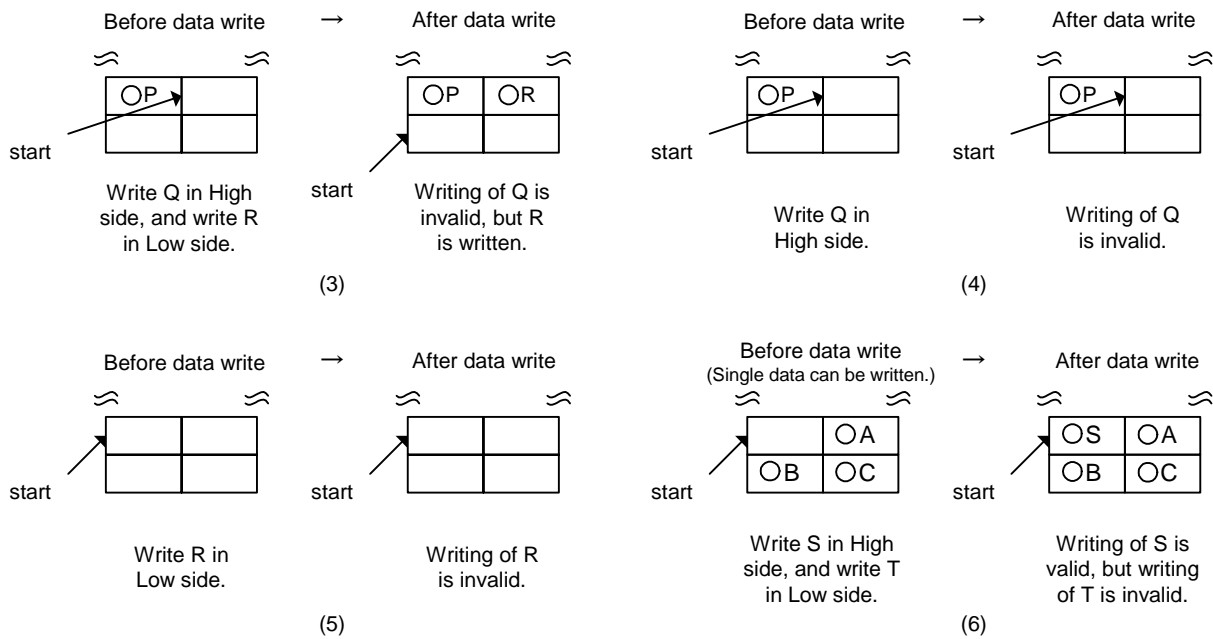 Before data write → After data write
○P
○P ○R
start
start
Write Q in High
side, and write R
in Low side.
Writing of Q is
invalid, but R
is written.
(3)
Before data write → After data write
○P
○P
start
start
Write Q in
High side.
Writing of Q
is invalid.
(4)
Before data write → After data write
start
start
Write R in
Low side.
Writing of R
is invalid.
(5)
Before data write → After data write
(Single data can be written.)
○A
○B ○C
○S ○A
○B ○C
start
start
Write S in High
side, and write T
in Low side.
Writing of S is
valid, but writing
of T is invalid.
(6)